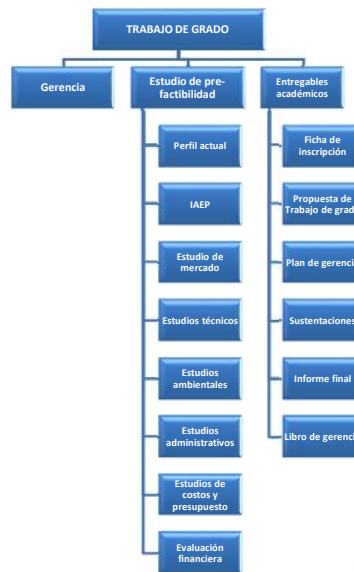 TRABAJO DE GRADO
Gerencia
Estudio de pre-
factibilidad
Entregables
académicos
Perfil actual
IAEP
Estudio de
mercado
Estudios técnicos
Estudios
ambientales
Estudios
administrativos
Estudios de
costos y
presupuesto
Evaluación
financiera
Ficha de
inscripción
Propuesta de
Trabajo de grad
Plan de gerenci
Sustentaciones
Informe final
Libro de gerenci